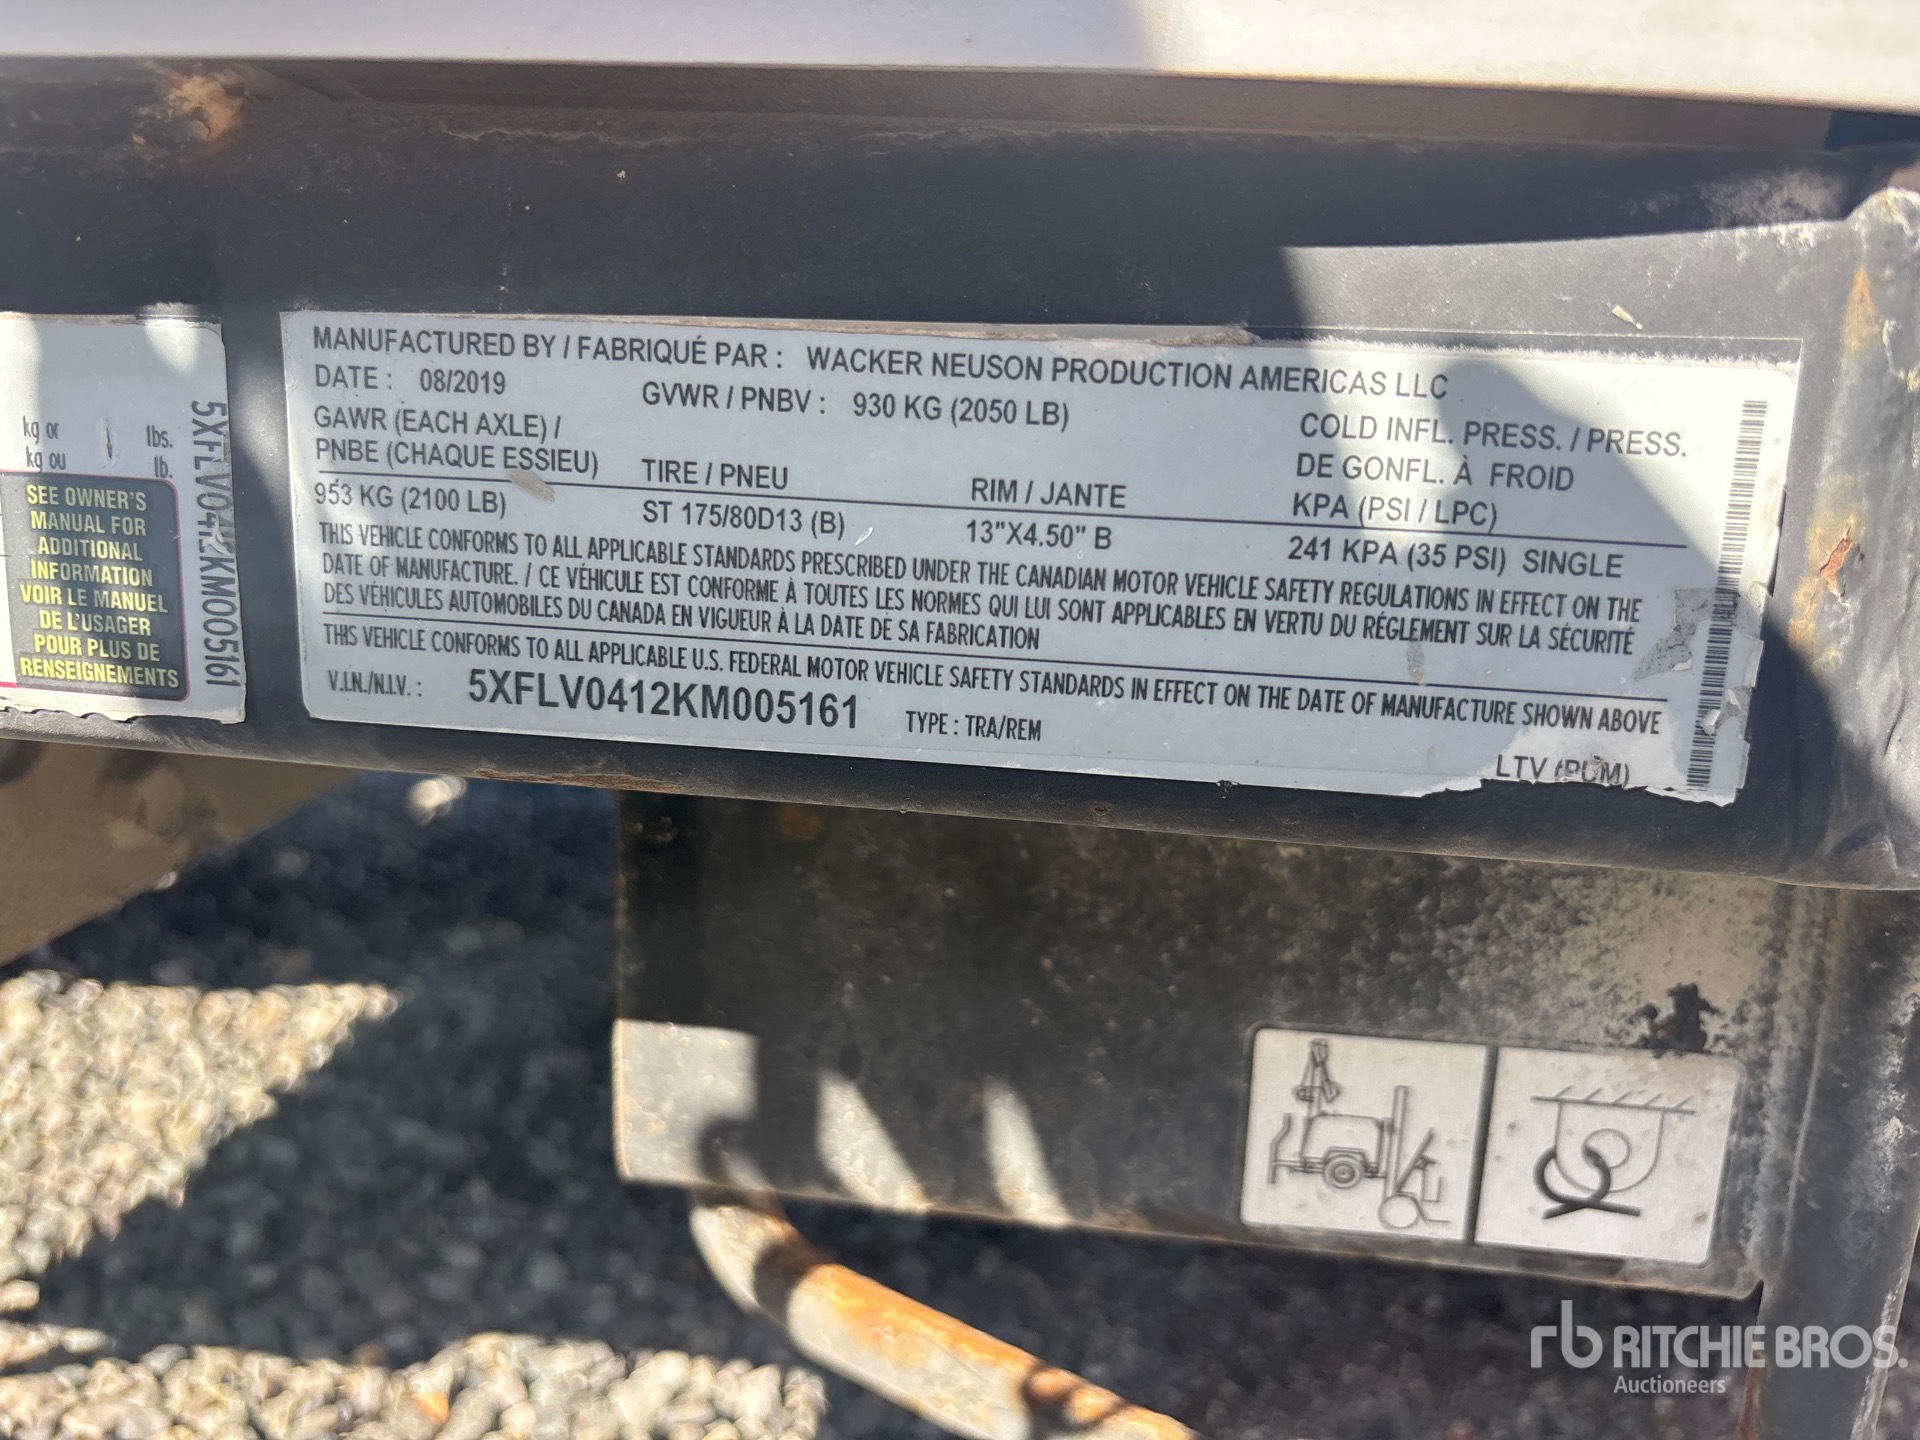 kg or lbs.
kg ou lb.
SEE OWNER'S
MANUAL FOR
ADDITIONAL
INFORMATION
VOIR LE MANUEL
DE L'USAGER
POUR PLUS DE
RENSEIGNEMENTS
5XFLV0412KM005161
MANUFACTURED BY / FABRIQUÉ PAR : WACKER NEUSON PRODUCTION AMERICAS LLC
DATE : 08/2019 GVWR / PNBV : 930 KG (2050 LB)
GAWR (EACH AXLE) /
PNBE (CHAQUE ESSIEU) TIRE / PNEU RIM / JANTE
COLD INFL. PRESS. / PRESS.
DE GONFL. À FROID
KPA (PSI / LPC)
953 KG (2100 LB) ST 175/80D13 (B) 13"X4.50" B 241 KPA (35 PSI) SINGLE
THIS VEHICLE CONFORMS TO ALL APPLICABLE STANDARDS PRESCRIBED UNDER THE CANADIAN MOTOR VEHICLE SAFETY REGULATIONS IN EFFECT ON THE
DATE OF MANUFACTURE. / CE VÉHICULE EST CONFORME À TOUTES LES NORMES QUI LUI SONT APPLICABLES EN VERTU DU RÉGLEMENT SUR LA SÉCURITÉ
DES VÉHICULES AUTOMOBILES DU CANADA EN VIGUEUR À LA DATE DE SA FABRICATION
THIS VEHICLE CONFORMS TO ALL APPLICABLE U.S. FEDERAL MOTOR VEHICLE SAFETY STANDARDS IN EFFECT ON THE DATE OF MANUFACTURE SHOWN ABOVE
V.I.N./N.I.V. : 5XFLV0412KM005161 TYPE : TRA/REM
LTV (PUM)
rb RITCHIE BROS.
Auctioneers